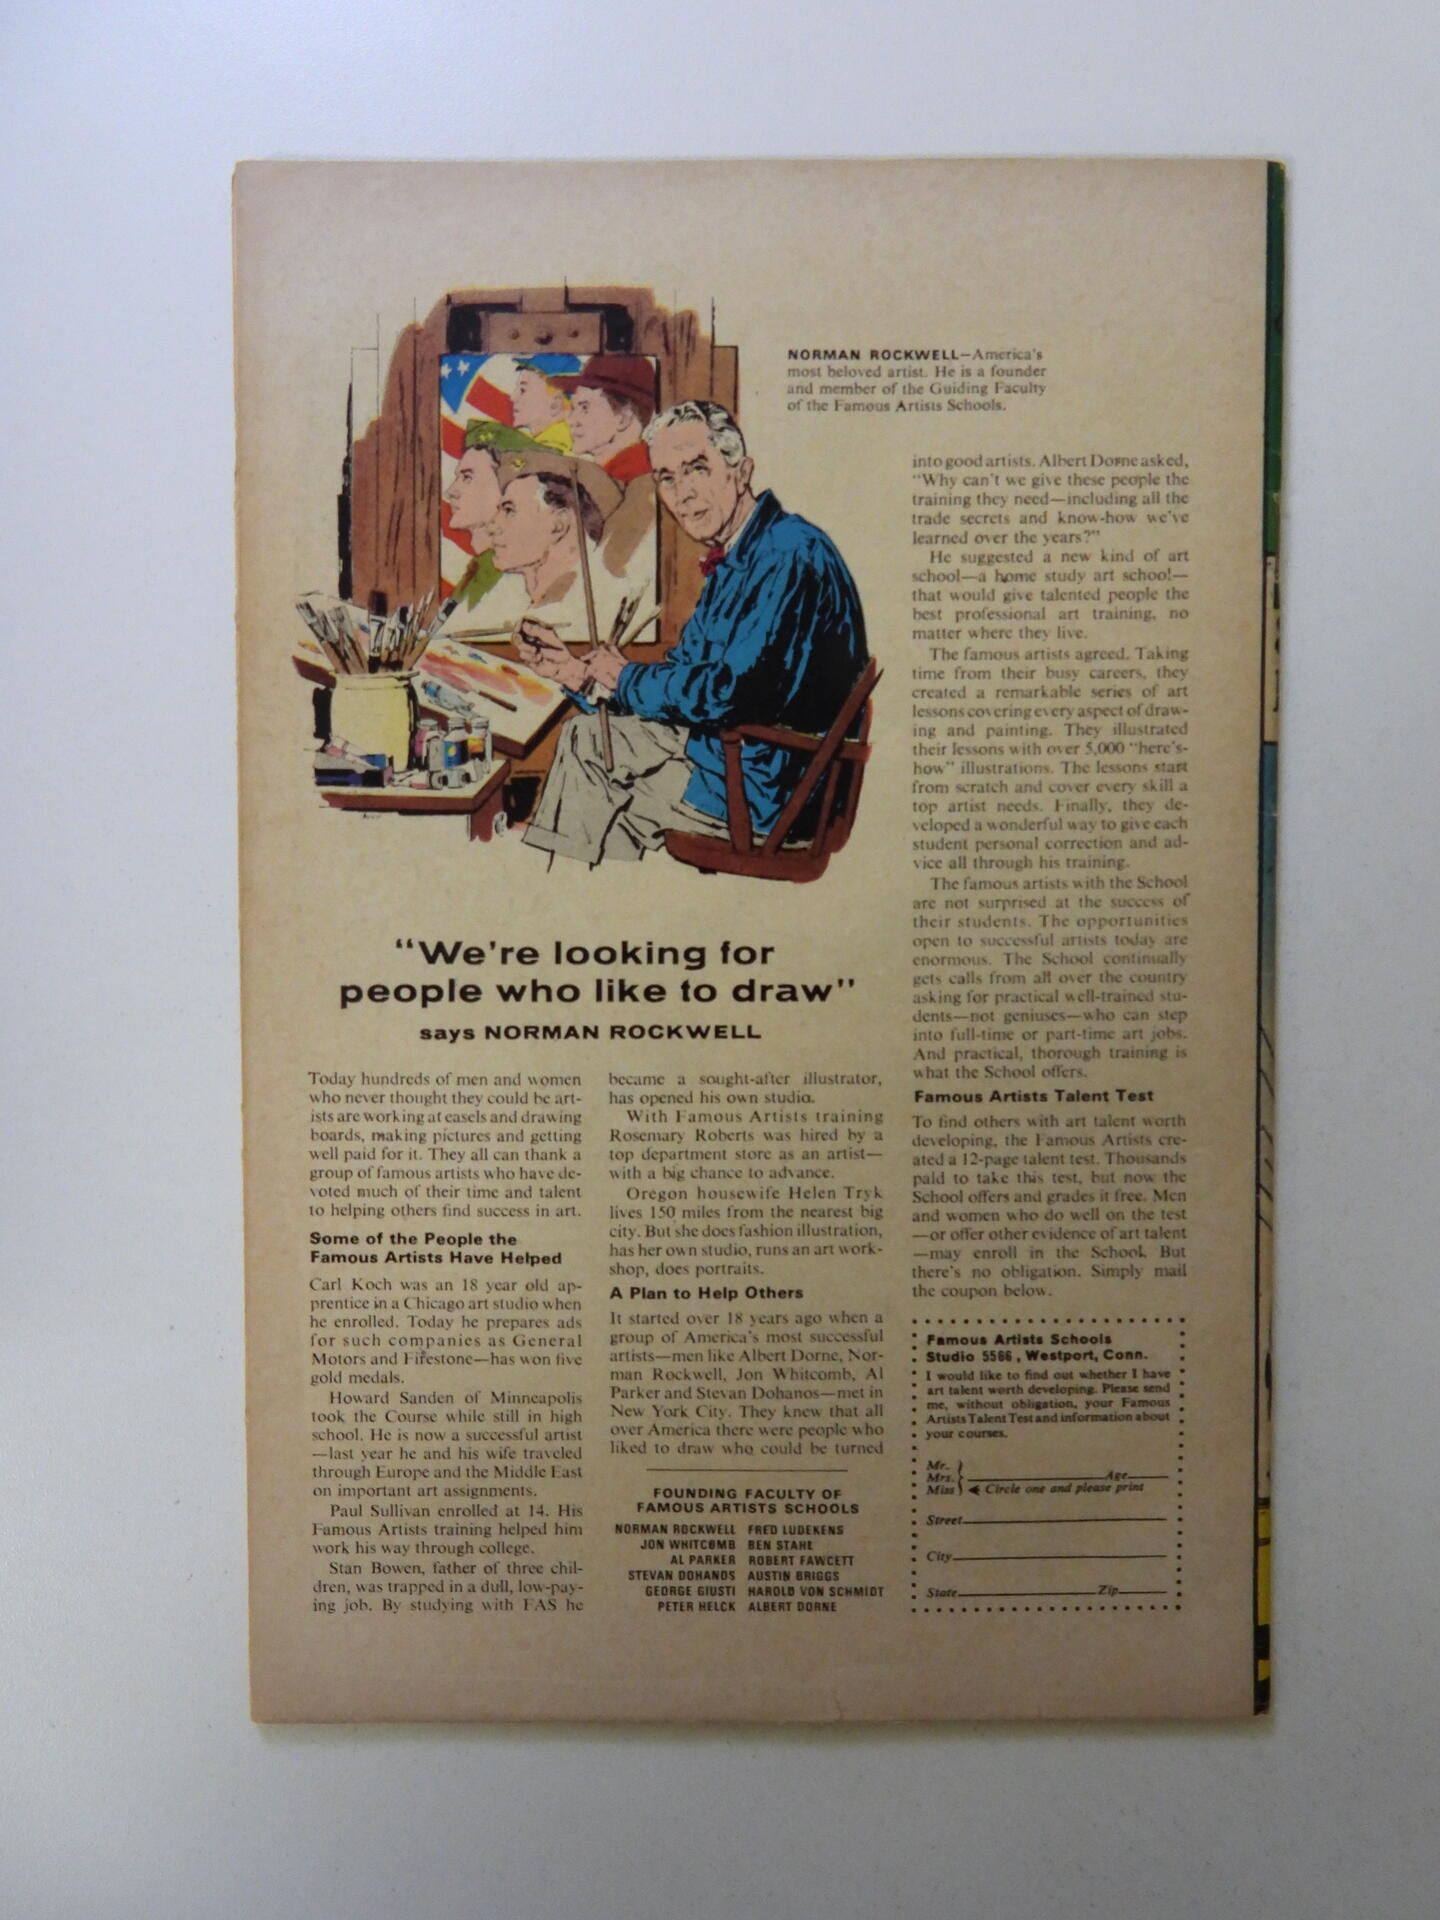 NORMAN ROCKWELL—America's
most beloved artist. He is a founder
and member of the Guiding Faculty
of the Famous Artists Schools.
"We're looking for
people who like to draw"
says NORMAN ROCKWELL
Today hundreds of men and women
who never thought they could be art-
ists are working at easels and drawing
boards, making pictures and getting
well paid for it. They all can thank a
group of famous artists who have de-
voted much of their time and talent
to helping others find success in art.
Some of the People the
Famous Artists Have Helped
Carl Koch was an 18 year old ap-
prentice in a Chicago art studio when
he enrolled. Today he prepares ads
for such companies as General
Motors and Firestone—has won five
gold medals.
Howard Sanden of Minneapolis
took the Course while still in high
school. He is now a successful artist
—last year he and his wife traveled
through Europe and the Middle East
on important art assignments.
Paul Sullivan enrolled at 14. His
Famous Artists training helped him
work his way through college.
Stan Bowen, father of three chil-
dren, was trapped in a dull, low-pay-
ing job. By studying with FAS he
became a sought-after illustrator,
has opened his own studio.
With Famous Artists training
Rosemary Roberts was hired by a
top department store as an artist—
with a big chance to advance.
Oregon housewife Helen Tryk
lives 150 miles from the nearest big
city. But she does fashion illustration,
has her own studio, runs an art work-
shop, does portraits.
A Plan to Help Others
It started over 18 years ago when a
group of America's most successful
artists—men like Albert Dorne, Nor-
man Rockwell, Jon Whitcomb, Al
Parker and Stevan Dohanos—met in
New York City. They knew that all
over America there were people who
liked to draw who could be turned
FOUNDING FACULTY OF
FAMOUS ARTISTS SCHOOLS
NORMAN ROCKWELL FRED LUDEKENS
JON WHITCOMB BEN STAHL
AL PARKER ROBERT FAWCETT
STEVAN DOHANOS AUSTIN BRIGGS
GEORGE GIUSTI HAROLD VON SCHMIDT
PETER HELCK ALBERT DORNE
into good artists. Albert Dorne asked,
"Why can't we give these people the
training they need—including all the
trade secrets and know-how we've
learned over the years?"
He suggested a new kind of art
school—a home study art school—
that would give talented people the
best professional art training, no
matter where they live.
The famous artists agreed. Taking
time from their busy careers, they
created a remarkable series of art
lessons covering every aspect of draw-
ing and painting. They illustrated
their lessons with over 5,000 "here's-
how" illustrations. The lessons start
from scratch and cover every skill a
top artist needs. Finally, they de-
veloped a wonderful way to give each
student personal correction and ad-
vice all through his training.
The famous artists with the School
are not surprised at the success of
their students. The opportunities
open to successful artists today are
enormous. The School continually
gets calls from all over the country
asking for practical well-trained stu-
dents—not geniuses—who can step
into full-time or part-time art jobs.
And practical, thorough training is
what the School offers.
Famous Artists Talent Test
To find others with art talent worth
developing, the Famous Artists cre-
ated a 12-page talent test. Thousands
paid to take this test, but now the
School offers and grades it free. Men
and women who do well on the test
—or offer other evidence of art talent
—may enroll in the School. But
there's no obligation. Simply mail
the coupon below.
Famous Artists Schools
Studio 5566, Westport, Conn.
I would like to find out whether I have
art talent worth developing. Please send
me, without obligation, your Famous
Artists Talent Test and information about
your courses.
Mr.
Mrs. Age
Miss Circle one and please print
Street
City
State Zip